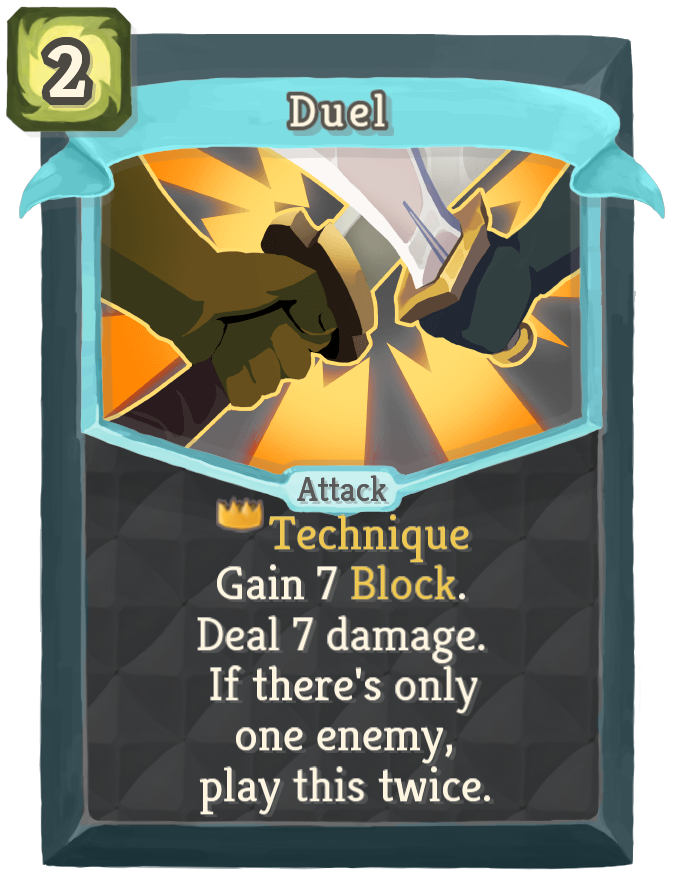 2
Duel
Attack
Technique
Gain 7 Block.
Deal 7 damage.
If there's only
one enemy,
play this twice.